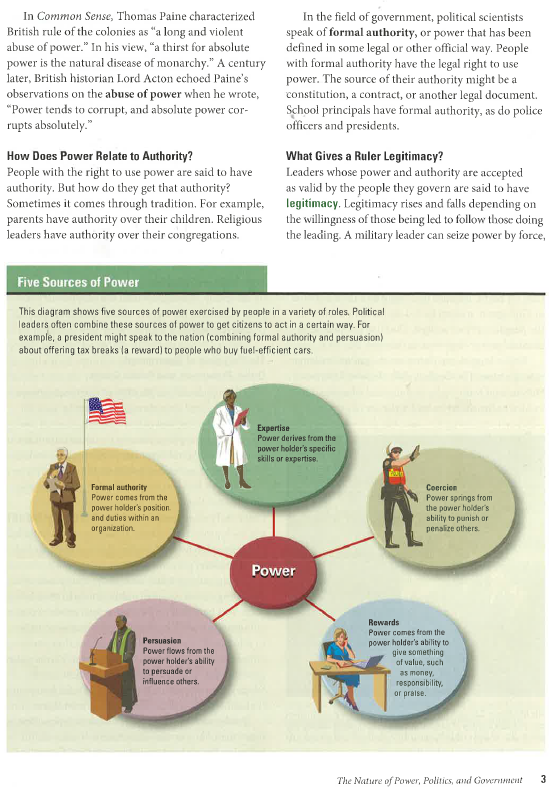 In Common Sense, Thomas Paine characterized
British rule of the colonies as “a long and violent
abuse of power.” In his view, “a thirst for absolute
power is the natural disease of monarchy.” A century
later, British historian Lord Acton echoed Paine’s
observations on the abuse of power when he wrote,
“Power tends to corrupt, and absolute power cor-
rupts absolutely.”
How Does Power Relate to Authority?
People with the right to use power are said to have
authority. But how do they get that authority?
Sometimes it comes through tradition. For example,
parents have authority over their children. Religious
leaders have authority over their congregations.
In the field of government, political scientists
speak of formal authority, or power that has been
defined in some legal or other official way. People
with formal authority have the legal right to use
power. The source of their authority might be a
constitution, a contract, or another legal document.
School principals have formal authority, as do police
officers and presidents.
What Gives a Ruler Legitimacy?
Leaders whose power and authority are accepted
as valid by the people they govern are said to have
legitimacy. Legitimacy rises and falls depending on
the willingness of those being led to follow those doing
the leading. A military leader can seize power by force,
Five Sources of Power
This diagram shows five sources of power exercised by people in a variety of roles. Political
leaders often combine these sources of power to get citizens to act in a certain way. For
example, a president might speak to the nation (combining formal authority and persuasion)
about offering tax breaks (a reward) to people who buy fuel-efficient cars.
Expertise
Power derives from the
power holder’s specific
skills or expertise.
Formal authority
Power comes from the
power holder’s position
and duties within an
organization.
Coercion
Power springs from
the power holder’s
ability to punish or
penalize others.
POLICE
Power
Persuasion
Power flows from the
power holder’s ability
to persuade or
influence others.
Rewards
Power comes from the
power holder’s ability to
give something
of value, such
as money,
responsibility,
or praise.
The Nature of Power, Politics, and Government 3